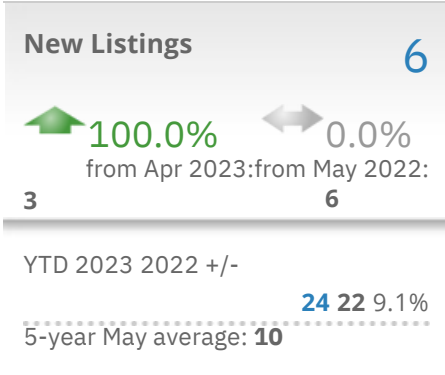 New Listings
6
100.0%
0.0%
from Apr 2023:from May 2022:
3
6
YTD 2023 2022 +/-
24 22 9.1%
5-year May average: 10